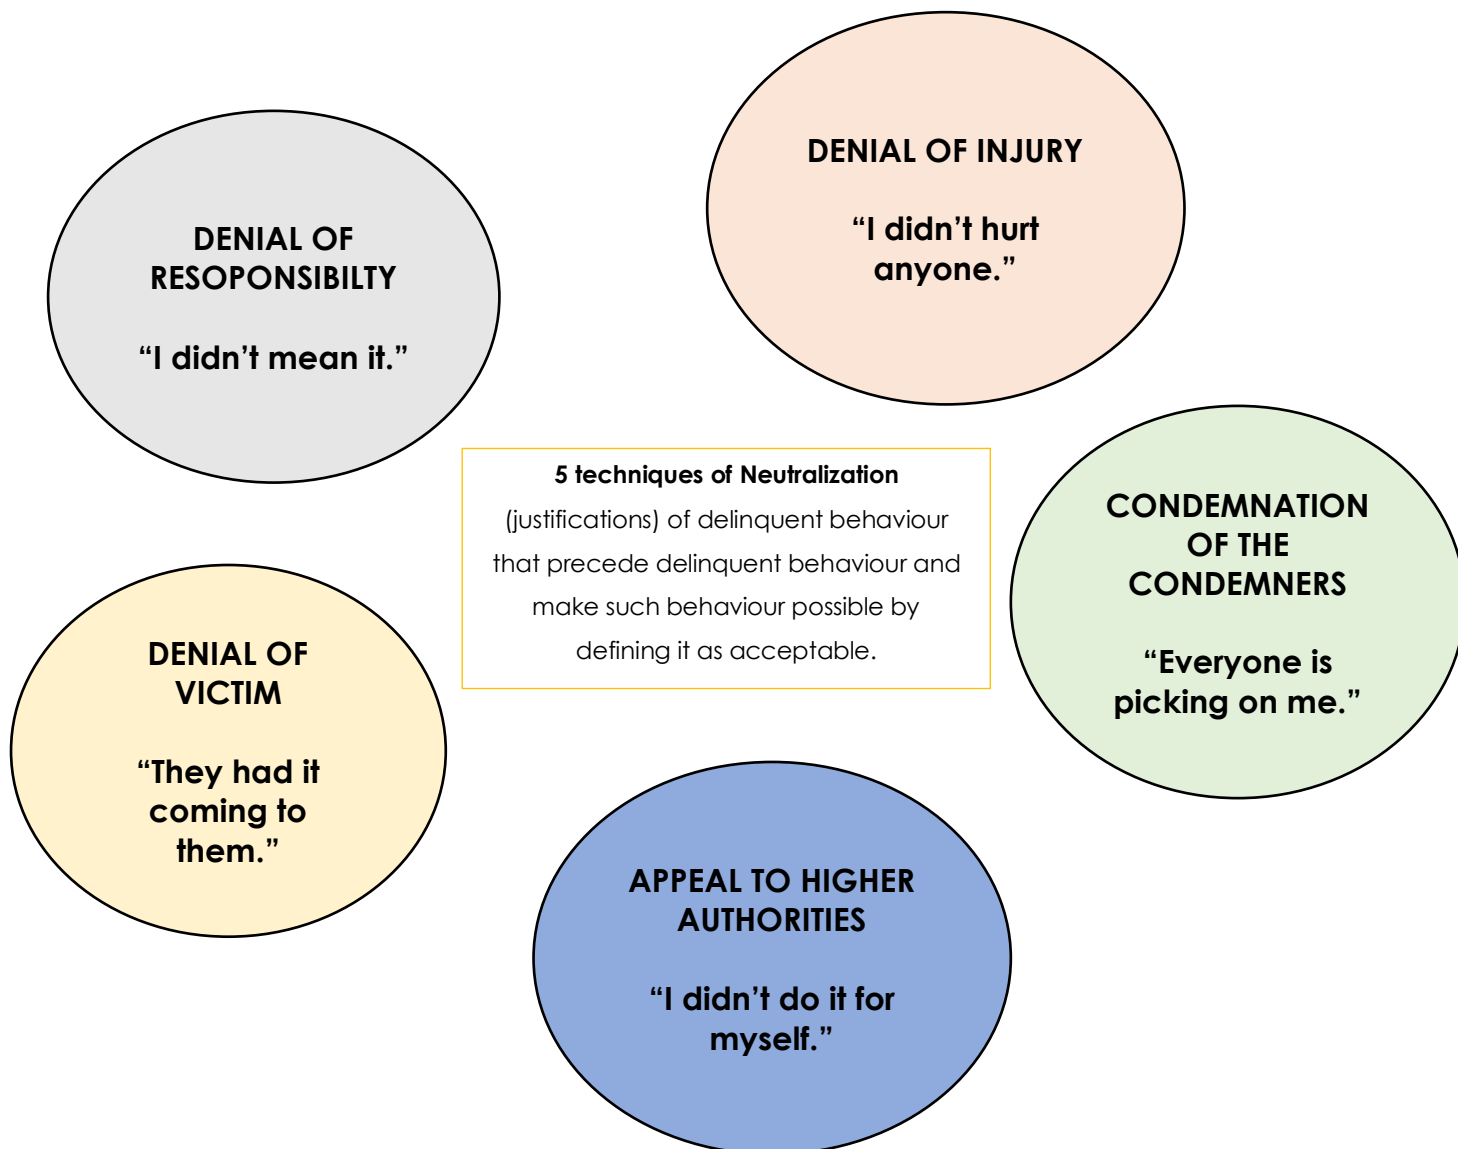 DENIAL OF INJURY
“I didn’t hurt
anyone.”
DENIAL OF
RESOPONSIBILTY
“I didn’t mean it.”
5 techniques of Neutralization
(justifications) of delinquent behaviour
that precede delinquent behaviour and
make such behaviour possible by
defining it as acceptable.
CONDEMNATION
OF THE
CONDEMNERS
“Everyone is
picking on me.”
DENIAL OF
VICTIM
“They had it
coming to
them.”
APPEAL TO HIGHER
AUTHORITIES
“I didn’t do it for
myself.”